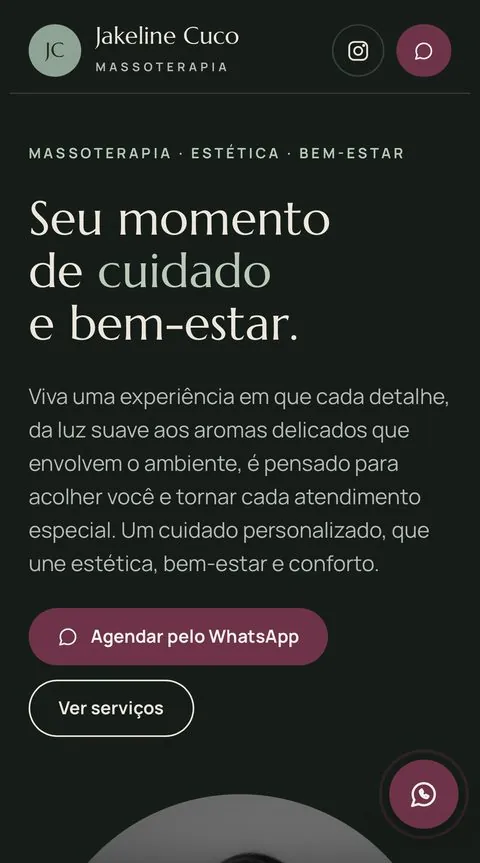 JC
Jakeline Cuco
MASSOTERAPIA
MASSOTERAPIA · ESTÉTICA · BEM-ESTAR
Seu momento
de cuidado
e bem-estar.
Viva uma experiência em que cada detalhe,
da luz suave aos aromas delicados que
envolvem o ambiente, é pensado para
acolher você e tornar cada atendimento
especial. Um cuidado personalizado, que
une estética, bem-estar e conforto.
Agendar pelo WhatsApp
Ver serviços